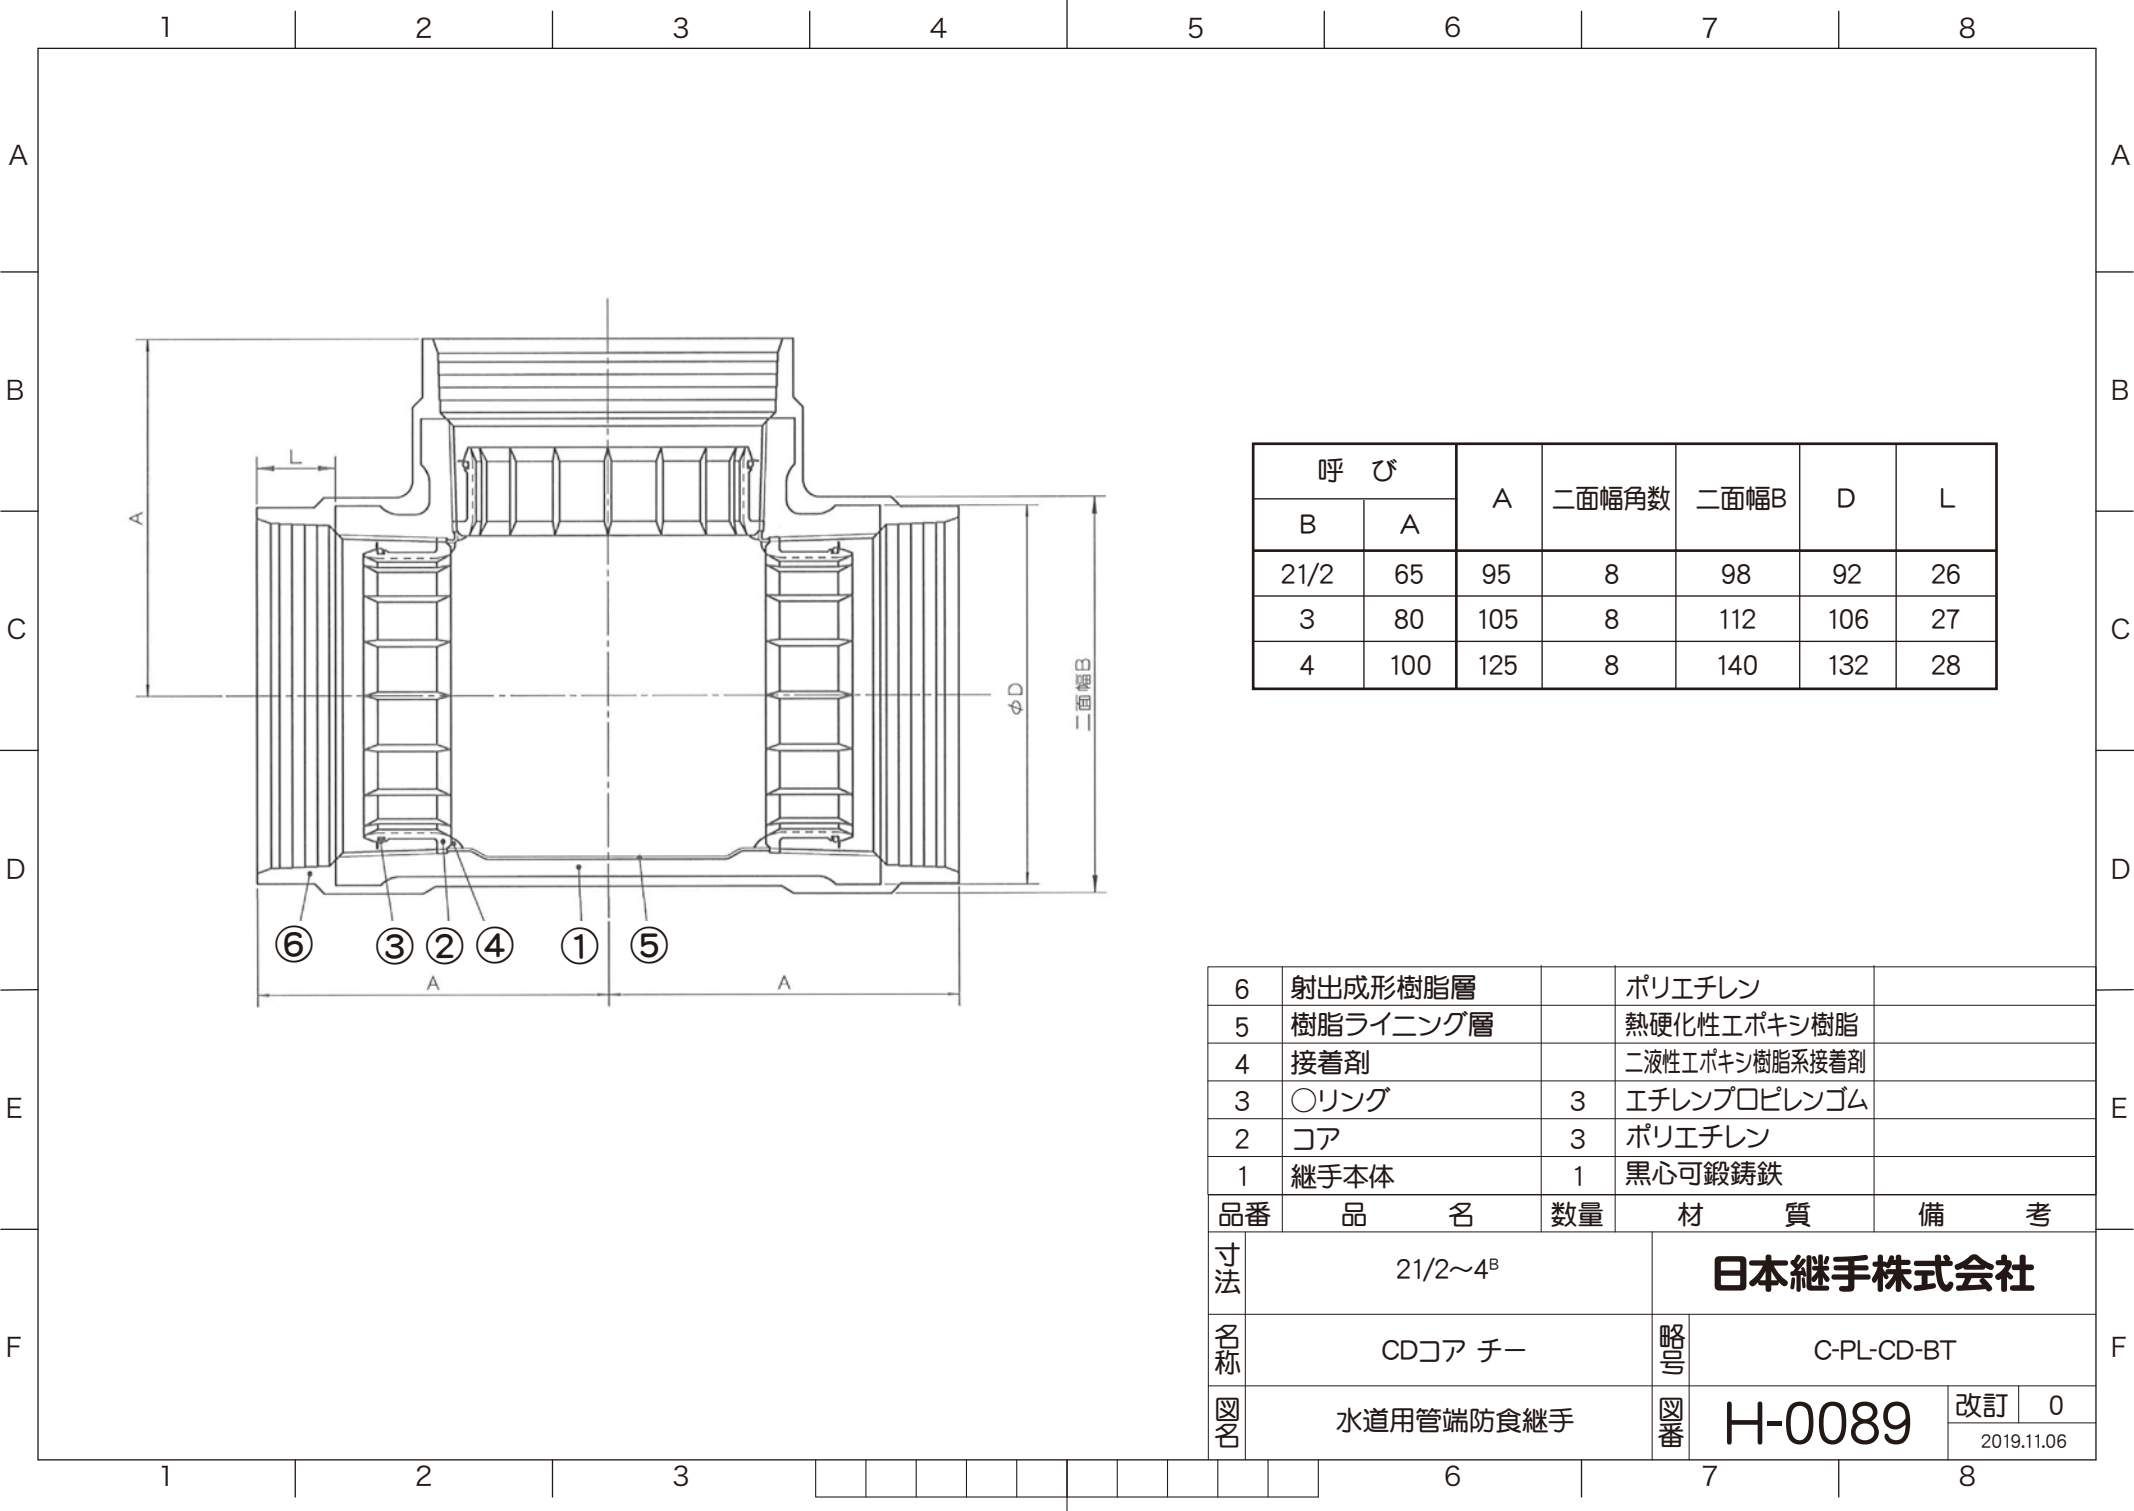 1 2 3 4 5 6 7 8
A A
B B
C C
D D
E E
F F
L
A
φD
二面幅B
⑥ ③ ② ④ ① ⑤
A A
呼 び A 二面幅角数 二面幅B D L
B A
21/2 65 95 8 98 92 26
3 80 105 8 112 106 27
4 100 125 8 140 132 28
6 射出成形樹脂層 ポリエチレン
5 樹脂ライニング層 熱硬化性エポキシ樹脂
4 接着剤 二液性エポキシ樹脂系接着剤
3 〇リング 3 エチレンプロピレンゴム
2 コア 3 ポリエチレン
1 継手本体 1 黒心可鍛鋳鉄
品番 品名 数量 材質 備考
寸法 21/2～4B 日本継手株式会社
名称 CDコア チー 略号 C-PL-CD-BT
図名 水道用管端防食継手 図番 H-0089 改訂 0
2019.11.06
1 2 3 6 7 8